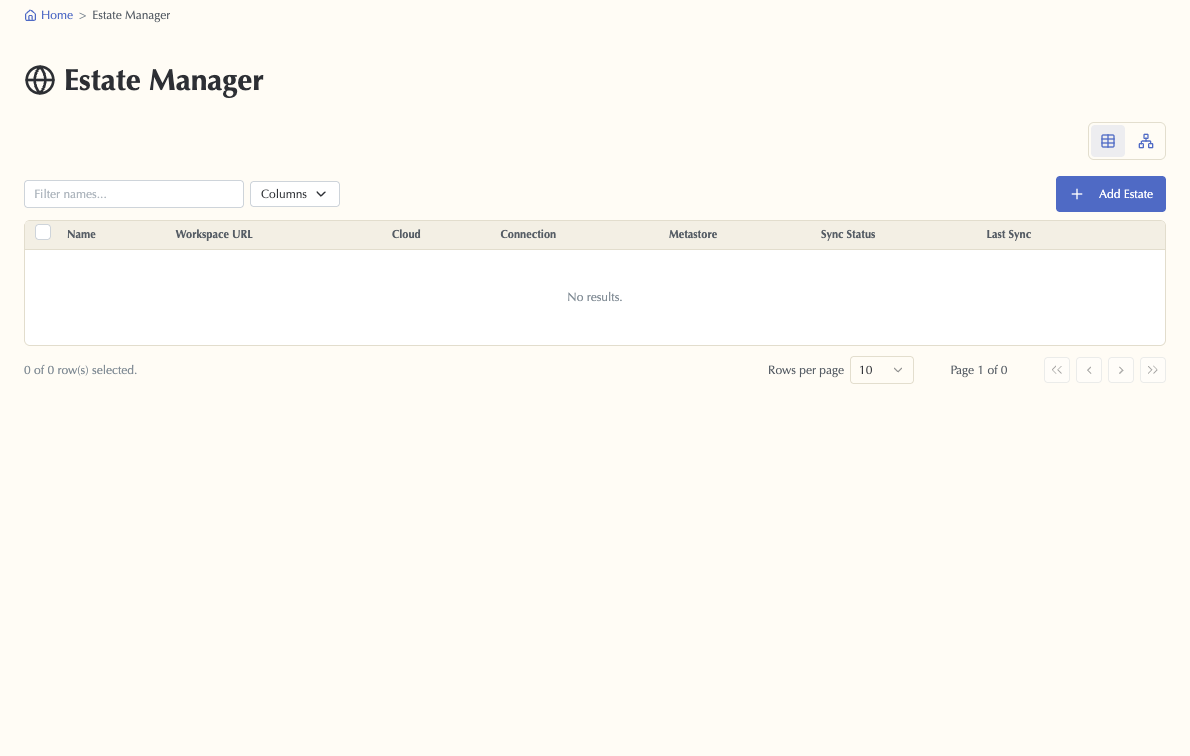 Home > Estate Manager
Estate Manager
Filter names...
Columns
Add Estate
Name Workspace URL Cloud Connection Metastore Sync Status Last Sync
No results.
0 of 0 row(s) selected.
Rows per page 10 Page 1 of 0